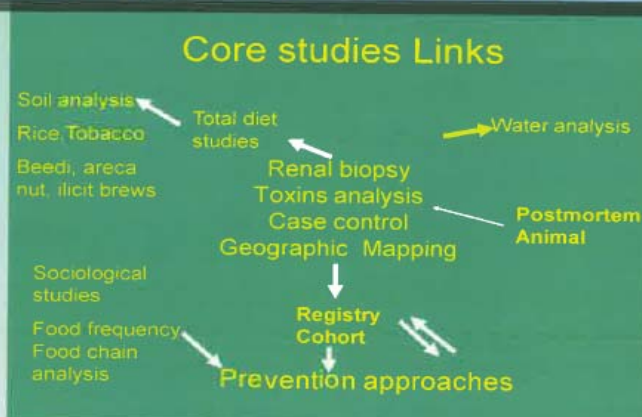 Core studies Links
Soil analysis
Rice,Tobacco
Beedi, areca
nut, ilicit brews
Total diet
studies
Water analysis
Renal biopsy
Toxins analysis
Case control
Geographic Mapping
Postmortem
Animal
Sociological
studies
Food frequency
Food chain
analysis
Registry
Cohort
Prevention approaches